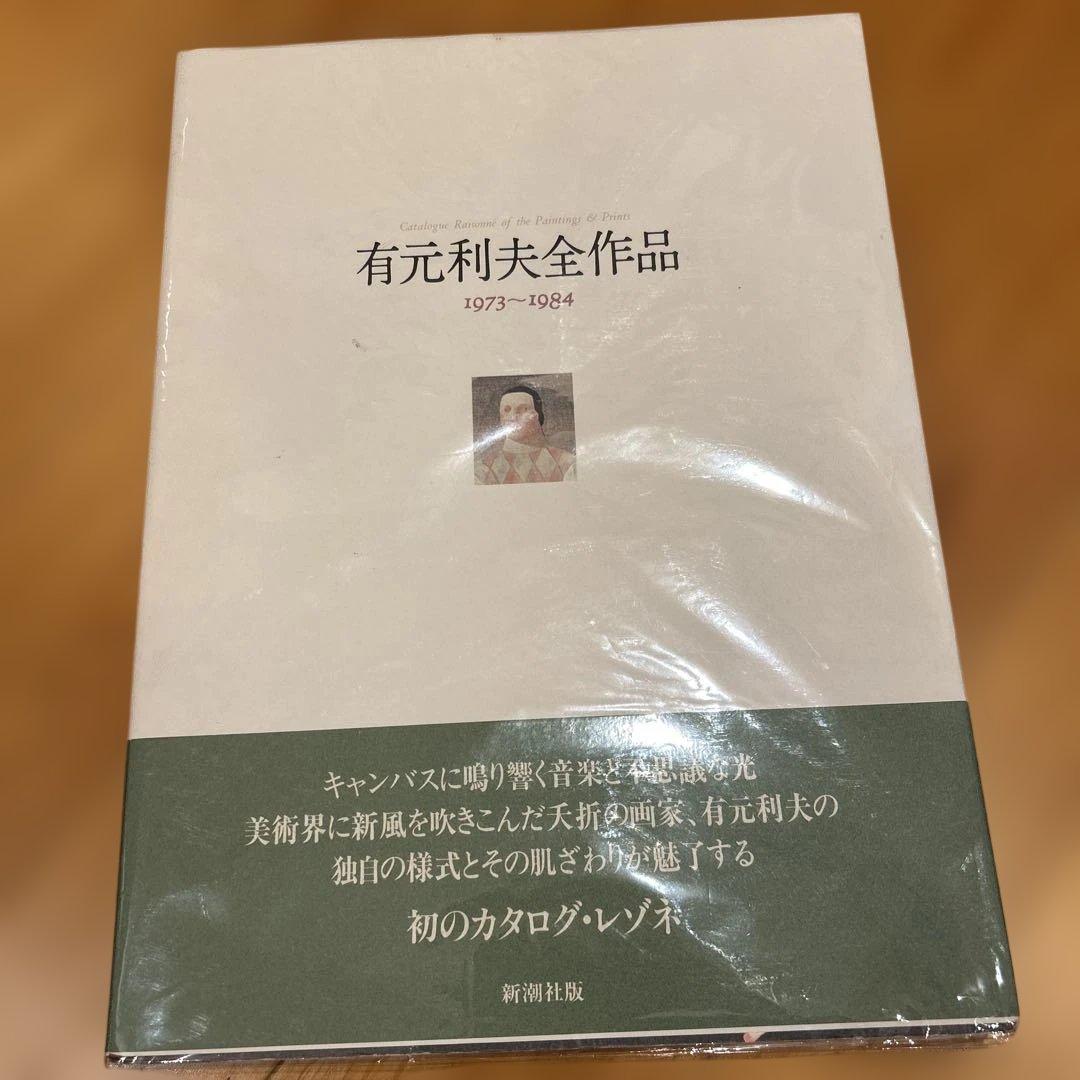 Catalogue Raisonné of the Paintings & Prints
有元利夫全作品
1973〜1984
キャンバスに鳴り響く音楽と不思議な光
美術界に新風を吹きこんだ夭折の画家、有元利夫の
独自の様式とその肌ざわりが魅了する
初のカタログ・レゾネ
新潮社版